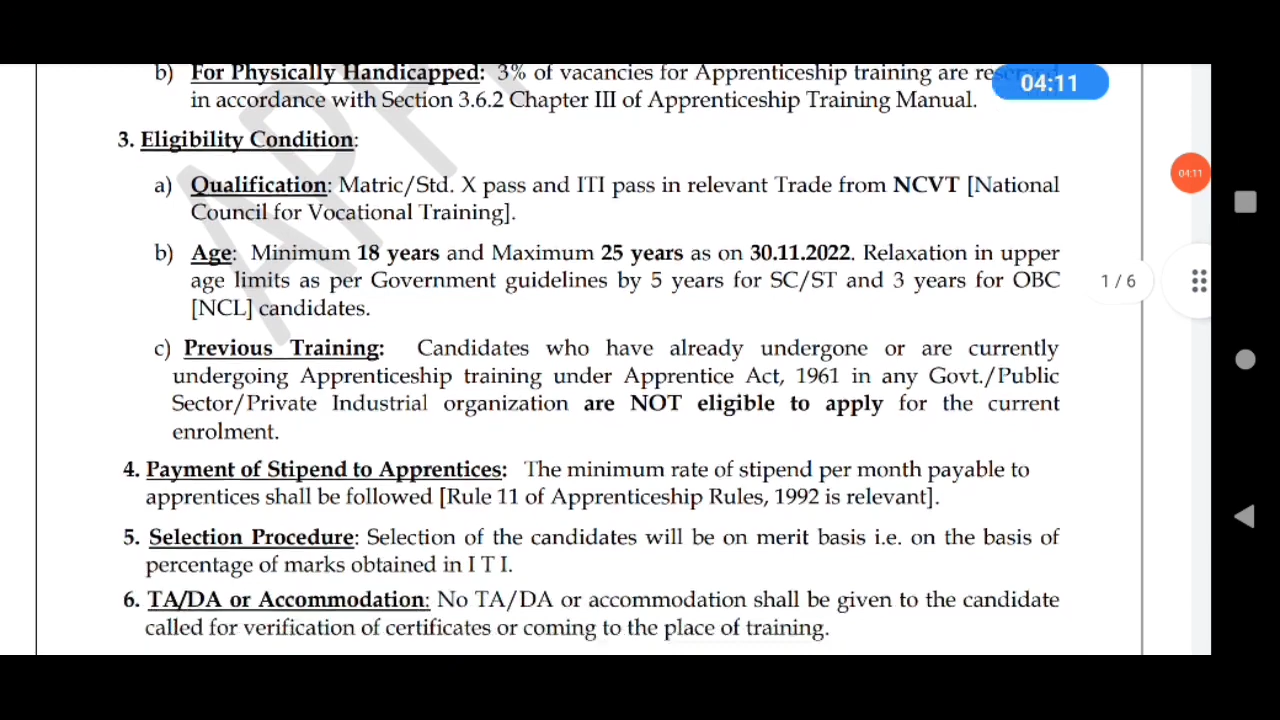 b) For Physically Handicapped: 3% of vacancies for Apprenticeship training are
04:11
in accordance with Section 3.6.2 Chapter III of Apprenticeship Training Manual.
3. Eligibility Condition:
04:11
a) Qualification: Matric/Std. X pass and ITI pass in relevant Trade from NCVT [National
Council for Vocational Training].
b) Age: Minimum 18 years and Maximum 25 years as on 30.11.2022. Relaxation in upper
age limits as per Government guidelines by 5 years for SC/ST and 3 years for OBC
1 / 6
[NCL] candidates.
c) Previous Training: Candidates who have already undergone or are currently
undergoing Apprenticeship training under Apprentice Act, 1961 in any Govt./Public
Sector/Private Industrial organization are NOT eligible to apply for the current
enrolment.
4. Payment of Stipend to Apprentices: The minimum rate of stipend per month payable to
apprentices shall be followed [Rule 11 of Apprenticeship Rules, 1992 is relevant].
5. Selection Procedure: Selection of the candidates will be on merit basis i.e. on the basis of
percentage of marks obtained in I T I.
6. TA/DA or Accommodation: No TA/DA or accommodation shall be given to the candidate
called for verification of certificates or coming to the place of training.